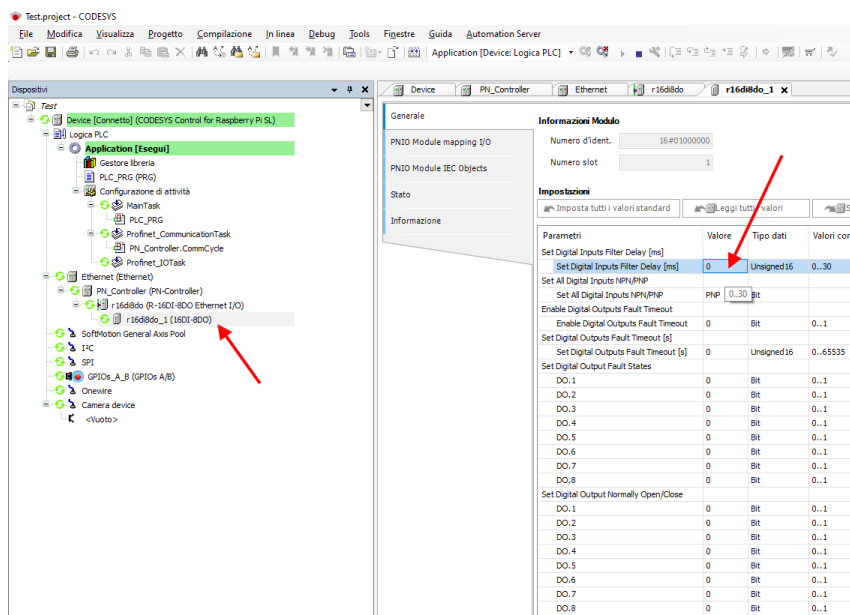 Test.project - CODESYS
File Modifica Visualizza Progetto Compilazione In linea Debug Tools Finestre Guida Automation Server
Application [Device: Logica PLC]
Dispositivi
Test
Device [Connetto] (CODESYS Control for Raspberry Pi SL)
Logica PLC
Application [Esegui]
Gestore libreria
PLC_PRG (PRG)
Configurazione di attività
MainTask
PLC_PRG
Profinet_CommunicationTask
PN_Controller.CommCycle
Profinet_IOTask
Ethernet (Ethernet)
PN_Controller (PN-Controller)
r16di8do (R-16DI-8DO Ethernet I/O)
r16di8do_1 (16DI-8DO)
SoftMotion General Axis Pool
I²C
SPI
GPIOs_A_B (GPIOs A/B)
Onewire
Camera device
<Vuoto>
Device PN_Controller Ethernet r16di8do r16di8do_1
Generale
PNIO Module mapping I/O
PNIO Module IEC Objects
Stato
Informazione
Informazioni Modulo
Numero d'ident. 16#01000000
Numero slot 1
Impostazioni
Imposta tutti i valori standard Leggi tutti valori S
Parametri Valore Tipo dati Valori con
Set Digital Inputs Filter Delay [ms]
Set Digital Inputs Filter Delay [ms] 0 Unsigned16 0..30
Set All Digital Inputs NPN/PNP
Set All Digital Inputs NPN/PNP PNP 0..30 Bit
Enable Digital Outputs Fault Timeout
Enable Digital Outputs Fault Timeout 0 Bit 0..1
Set Digital Outputs Fault Timeout [s]
Set Digital Outputs Fault Timeout [s] 0 Unsigned16 0..65535
Set Digital Output Fault States
DO.1 0 Bit 0..1
DO.2 0 Bit 0..1
DO.3 0 Bit 0..1
DO.4 0 Bit 0..1
DO.5 0 Bit 0..1
DO.6 0 Bit 0..1
DO.7 0 Bit 0..1
DO.8 0 Bit 0..1
Set Digital Output Normally Open/Close
DO.1 0 Bit 0..1
DO.2 0 Bit 0..1
DO.3 0 Bit 0..1
DO.4 0 Bit 0..1
DO.5 0 Bit 0..1
DO.6 0 Bit 0..1
DO.7 0 Bit 0..1
DO.8 0 Bit 0..1